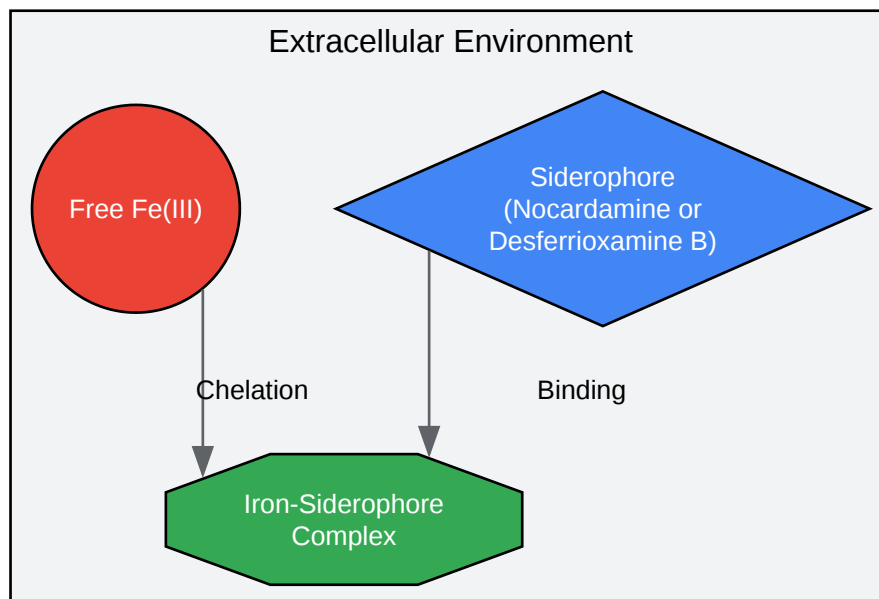 Extracellular Environment
Free Fe(III)
Siderophore
(Nocardamine or
Desferrioxamine B)
Chelation
Binding
Iron-Siderophore
Complex